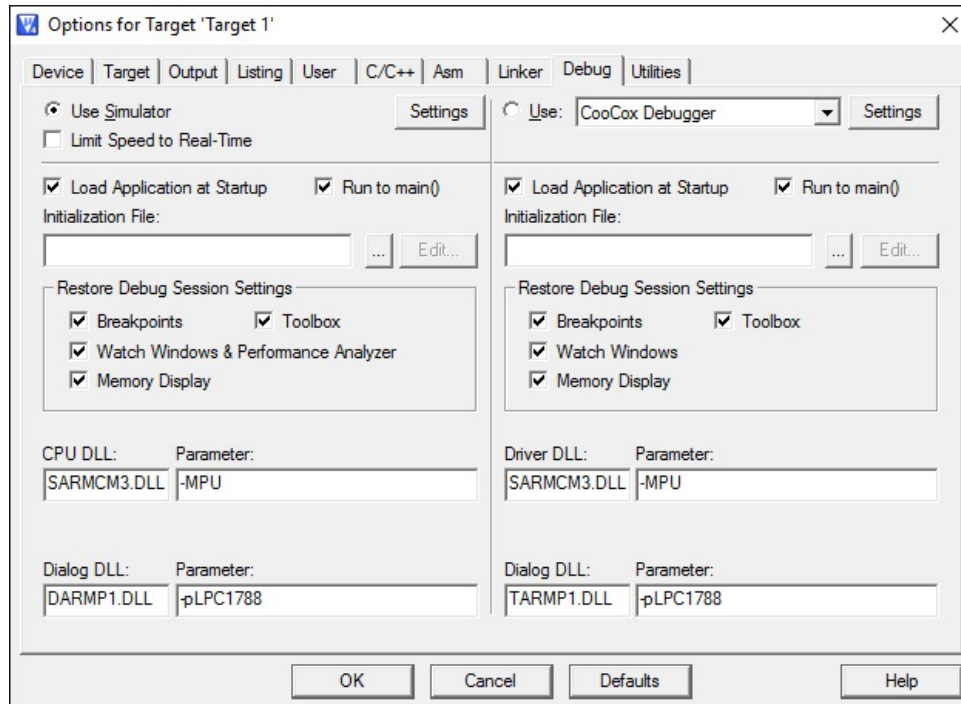 Options for Target 'Target 1'
Device Target Output Listing User C/C++ Asm Linker Debug Utilities
Use Simulator Settings
Limit Speed to Real-Time
Load Application at Startup Run to main()
Initialization File:
... Edit...
Restore Debug Session Settings
Breakpoints Toolbox
Watch Windows & Performance Analyzer
Memory Display
CPU DLL: Parameter:
SARMCM3.DLL -MPU
Dialog DLL: Parameter:
DARMP1.DLL -pLPC1788
Use: CooCox Debugger Settings
Load Application at Startup Run to main()
Initialization File:
... Edit...
Restore Debug Session Settings
Breakpoints Toolbox
Watch Windows
Memory Display
Driver DLL: Parameter:
SARMCM3.DLL -MPU
Dialog DLL: Parameter:
TARMP1.DLL -pLPC1788
OK Cancel Defaults Help